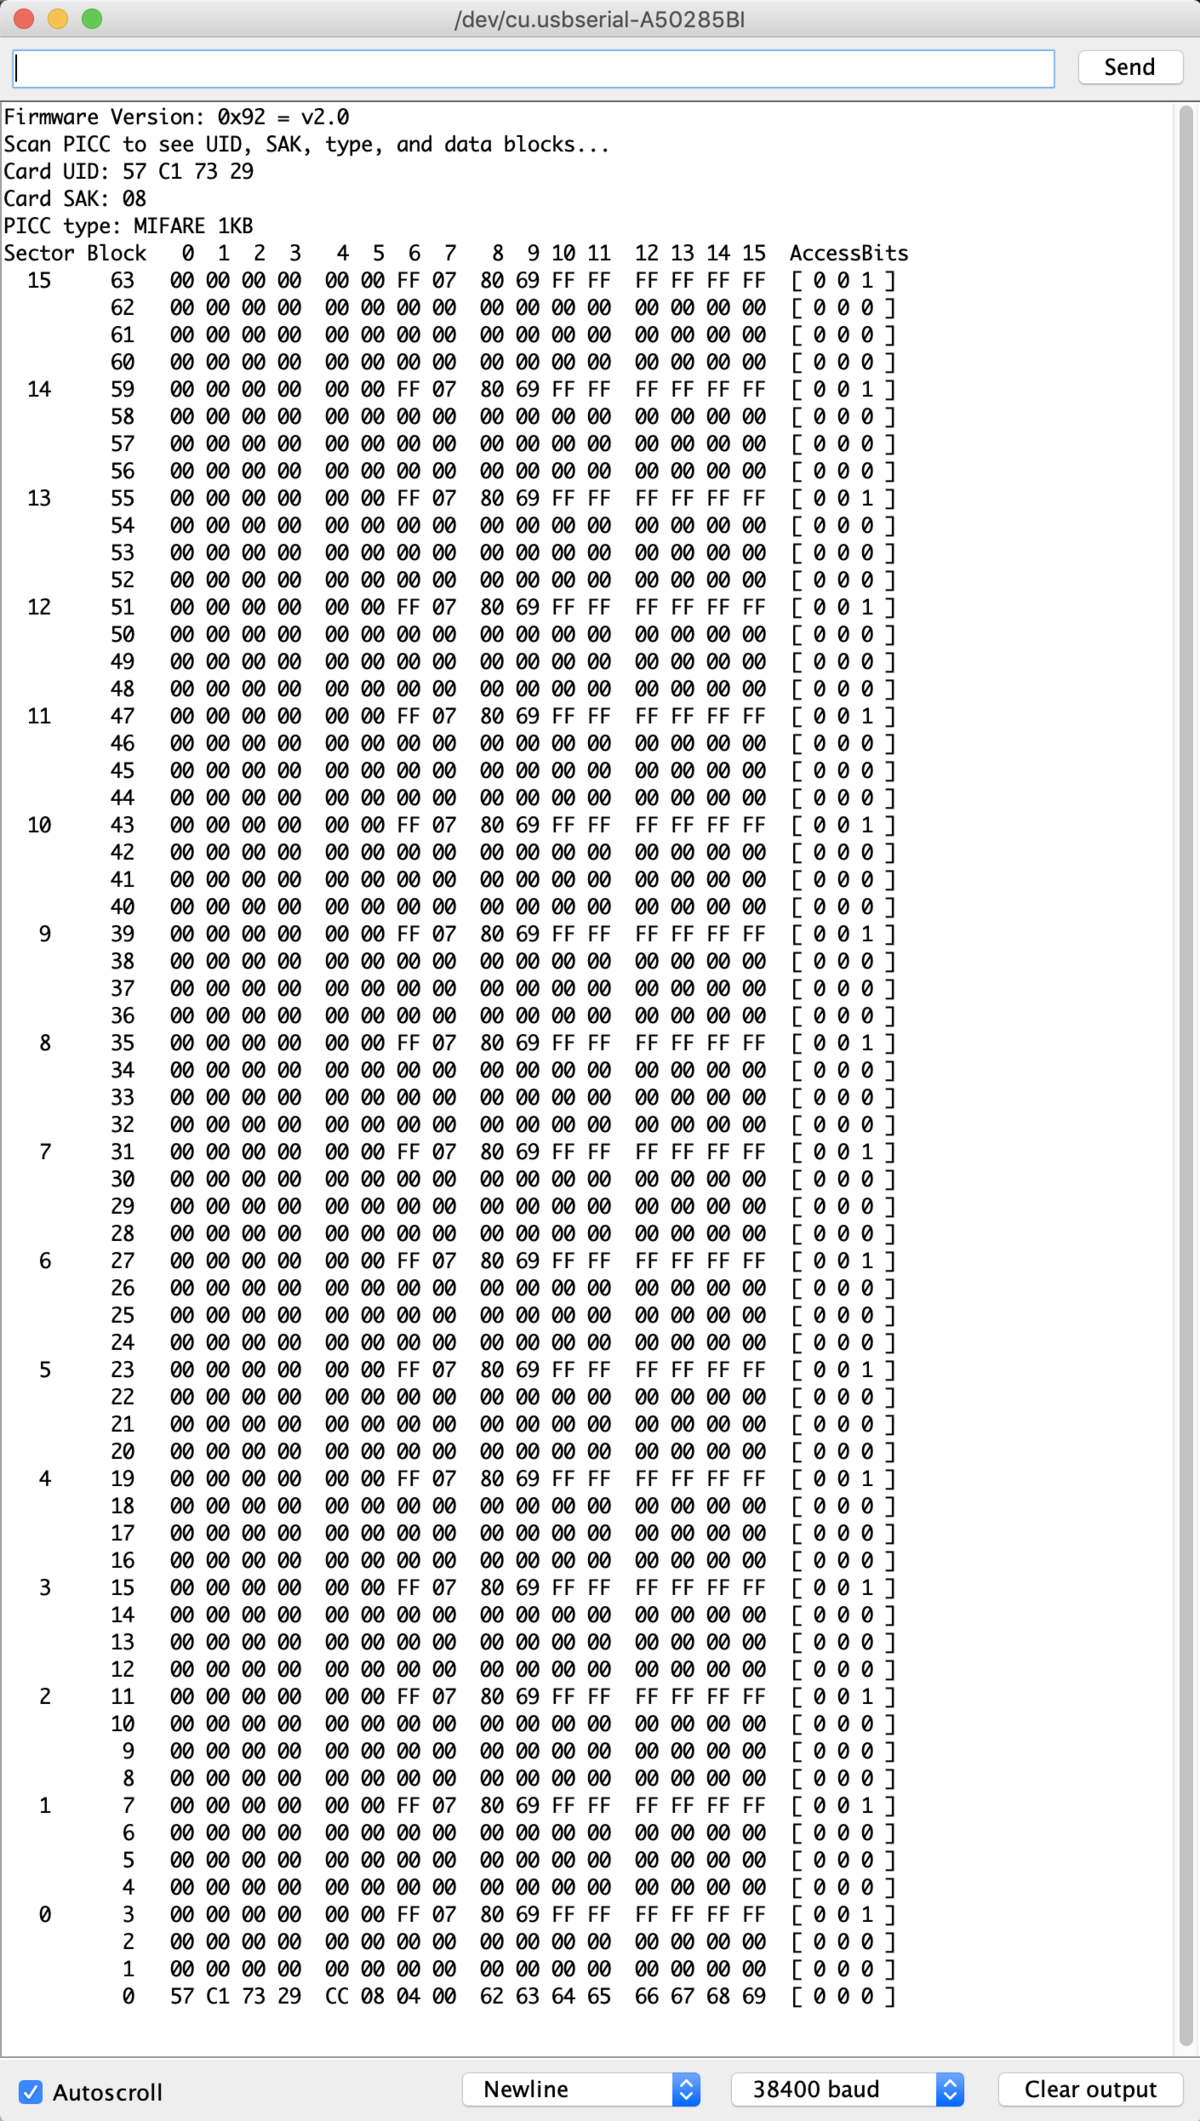 /dev/cu.usbserial-A50285BI
Send
Firmware Version: 0x92 = v2.0
Scan PICC to see UID, SAK, type, and data blocks...
Card UID: 57 C1 73 29
Card SAK: 08
PICC type: MIFARE 1KB
Sector Block 0 1 2 3 4 5 6 7 8 9 10 11 12 13 14 15 AccessBits
15 63 00 00 00 00 00 00 FF 07 80 69 FF FF FF FF FF FF [ 0 0 1 ]
62 00 00 00 00 00 00 00 00 00 00 00 00 00 00 00 00 [ 0 0 0 ]
61 00 00 00 00 00 00 00 00 00 00 00 00 00 00 00 00 [ 0 0 0 ]
60 00 00 00 00 00 00 00 00 00 00 00 00 00 00 00 00 [ 0 0 0 ]
14 59 00 00 00 00 00 00 FF 07 80 69 FF FF FF FF FF FF [ 0 0 1 ]
58 00 00 00 00 00 00 00 00 00 00 00 00 00 00 00 00 [ 0 0 0 ]
57 00 00 00 00 00 00 00 00 00 00 00 00 00 00 00 00 [ 0 0 0 ]
56 00 00 00 00 00 00 00 00 00 00 00 00 00 00 00 00 [ 0 0 0 ]
13 55 00 00 00 00 00 00 FF 07 80 69 FF FF FF FF FF FF [ 0 0 1 ]
54 00 00 00 00 00 00 00 00 00 00 00 00 00 00 00 00 [ 0 0 0 ]
53 00 00 00 00 00 00 00 00 00 00 00 00 00 00 00 00 [ 0 0 0 ]
52 00 00 00 00 00 00 00 00 00 00 00 00 00 00 00 00 [ 0 0 0 ]
12 51 00 00 00 00 00 00 FF 07 80 69 FF FF FF FF FF FF [ 0 0 1 ]
50 00 00 00 00 00 00 00 00 00 00 00 00 00 00 00 00 [ 0 0 0 ]
49 00 00 00 00 00 00 00 00 00 00 00 00 00 00 00 00 [ 0 0 0 ]
48 00 00 00 00 00 00 00 00 00 00 00 00 00 00 00 00 [ 0 0 0 ]
11 47 00 00 00 00 00 00 FF 07 80 69 FF FF FF FF FF FF [ 0 0 1 ]
46 00 00 00 00 00 00 00 00 00 00 00 00 00 00 00 00 [ 0 0 0 ]
45 00 00 00 00 00 00 00 00 00 00 00 00 00 00 00 00 [ 0 0 0 ]
44 00 00 00 00 00 00 00 00 00 00 00 00 00 00 00 00 [ 0 0 0 ]
10 43 00 00 00 00 00 00 FF 07 80 69 FF FF FF FF FF FF [ 0 0 1 ]
42 00 00 00 00 00 00 00 00 00 00 00 00 00 00 00 00 [ 0 0 0 ]
41 00 00 00 00 00 00 00 00 00 00 00 00 00 00 00 00 [ 0 0 0 ]
40 00 00 00 00 00 00 00 00 00 00 00 00 00 00 00 00 [ 0 0 0 ]
9 39 00 00 00 00 00 00 FF 07 80 69 FF FF FF FF FF FF [ 0 0 1 ]
38 00 00 00 00 00 00 00 00 00 00 00 00 00 00 00 00 [ 0 0 0 ]
37 00 00 00 00 00 00 00 00 00 00 00 00 00 00 00 00 [ 0 0 0 ]
36 00 00 00 00 00 00 00 00 00 00 00 00 00 00 00 00 [ 0 0 0 ]
8 35 00 00 00 00 00 00 FF 07 80 69 FF FF FF FF FF FF [ 0 0 1 ]
34 00 00 00 00 00 00 00 00 00 00 00 00 00 00 00 00 [ 0 0 0 ]
33 00 00 00 00 00 00 00 00 00 00 00 00 00 00 00 00 [ 0 0 0 ]
32 00 00 00 00 00 00 00 00 00 00 00 00 00 00 00 00 [ 0 0 0 ]
7 31 00 00 00 00 00 00 FF 07 80 69 FF FF FF FF FF FF [ 0 0 1 ]
30 00 00 00 00 00 00 00 00 00 00 00 00 00 00 00 00 [ 0 0 0 ]
29 00 00 00 00 00 00 00 00 00 00 00 00 00 00 00 00 [ 0 0 0 ]
28 00 00 00 00 00 00 00 00 00 00 00 00 00 00 00 00 [ 0 0 0 ]
6 27 00 00 00 00 00 00 FF 07 80 69 FF FF FF FF FF FF [ 0 0 1 ]
26 00 00 00 00 00 00 00 00 00 00 00 00 00 00 00 00 [ 0 0 0 ]
25 00 00 00 00 00 00 00 00 00 00 00 00 00 00 00 00 [ 0 0 0 ]
24 00 00 00 00 00 00 00 00 00 00 00 00 00 00 00 00 [ 0 0 0 ]
5 23 00 00 00 00 00 00 FF 07 80 69 FF FF FF FF FF FF [ 0 0 1 ]
22 00 00 00 00 00 00 00 00 00 00 00 00 00 00 00 00 [ 0 0 0 ]
21 00 00 00 00 00 00 00 00 00 00 00 00 00 00 00 00 [ 0 0 0 ]
20 00 00 00 00 00 00 00 00 00 00 00 00 00 00 00 00 [ 0 0 0 ]
4 19 00 00 00 00 00 00 FF 07 80 69 FF FF FF FF FF FF [ 0 0 1 ]
18 00 00 00 00 00 00 00 00 00 00 00 00 00 00 00 00 [ 0 0 0 ]
17 00 00 00 00 00 00 00 00 00 00 00 00 00 00 00 00 [ 0 0 0 ]
16 00 00 00 00 00 00 00 00 00 00 00 00 00 00 00 00 [ 0 0 0 ]
3 15 00 00 00 00 00 00 FF 07 80 69 FF FF FF FF FF FF [ 0 0 1 ]
14 00 00 00 00 00 00 00 00 00 00 00 00 00 00 00 00 [ 0 0 0 ]
13 00 00 00 00 00 00 00 00 00 00 00 00 00 00 00 00 [ 0 0 0 ]
12 00 00 00 00 00 00 00 00 00 00 00 00 00 00 00 00 [ 0 0 0 ]
2 11 00 00 00 00 00 00 FF 07 80 69 FF FF FF FF FF FF [ 0 0 1 ]
10 00 00 00 00 00 00 00 00 00 00 00 00 00 00 00 00 [ 0 0 0 ]
9 00 00 00 00 00 00 00 00 00 00 00 00 00 00 00 00 [ 0 0 0 ]
8 00 00 00 00 00 00 00 00 00 00 00 00 00 00 00 00 [ 0 0 0 ]
1 7 00 00 00 00 00 00 FF 07 80 69 FF FF FF FF FF FF [ 0 0 1 ]
6 00 00 00 00 00 00 00 00 00 00 00 00 00 00 00 00 [ 0 0 0 ]
5 00 00 00 00 00 00 00 00 00 00 00 00 00 00 00 00 [ 0 0 0 ]
4 00 00 00 00 00 00 00 00 00 00 00 00 00 00 00 00 [ 0 0 0 ]
0 3 00 00 00 00 00 00 FF 07 80 69 FF FF FF FF FF FF [ 0 0 1 ]
2 00 00 00 00 00 00 00 00 00 00 00 00 00 00 00 00 [ 0 0 0 ]
1 00 00 00 00 00 00 00 00 00 00 00 00 00 00 00 00 [ 0 0 0 ]
0 57 C1 73 29 CC 08 04 00 62 63 64 65 66 67 68 69 [ 0 0 0 ]
Autoscroll Newline 38400 baud Clear output